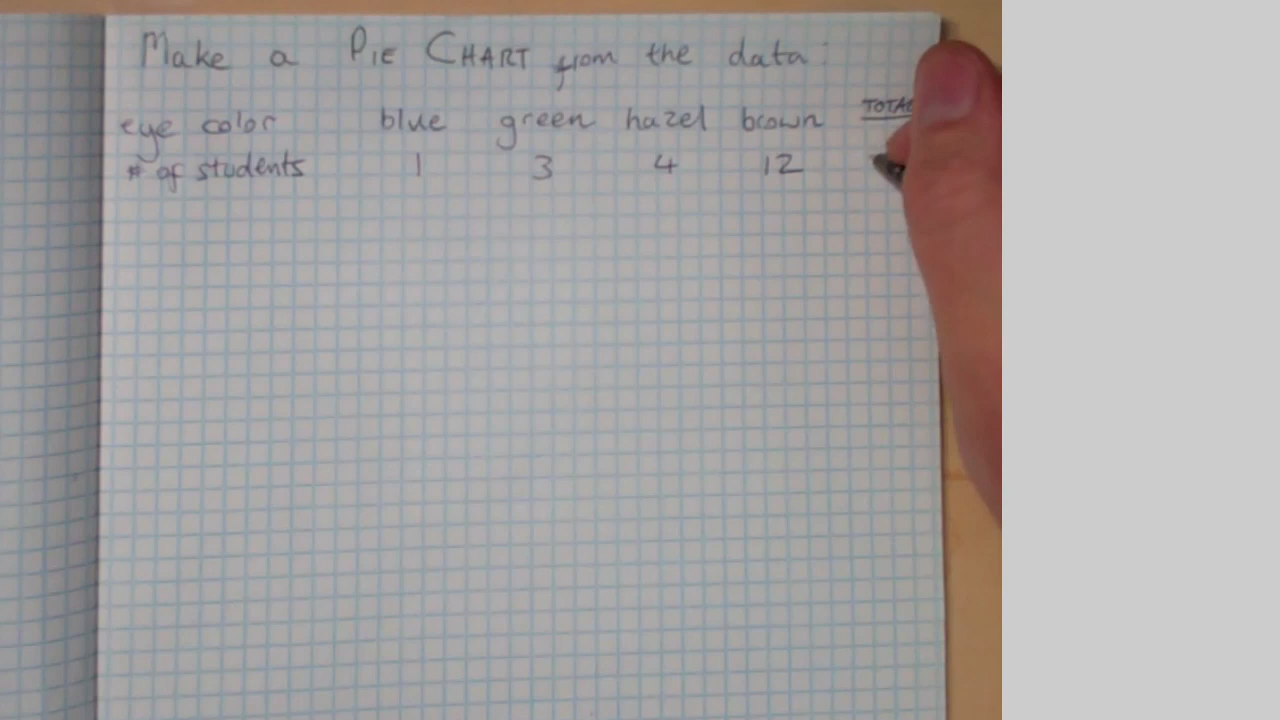 Make a PIE CHART from the data:
eye color blue green hazel brown TOTAL
# of students 1 3 4 12